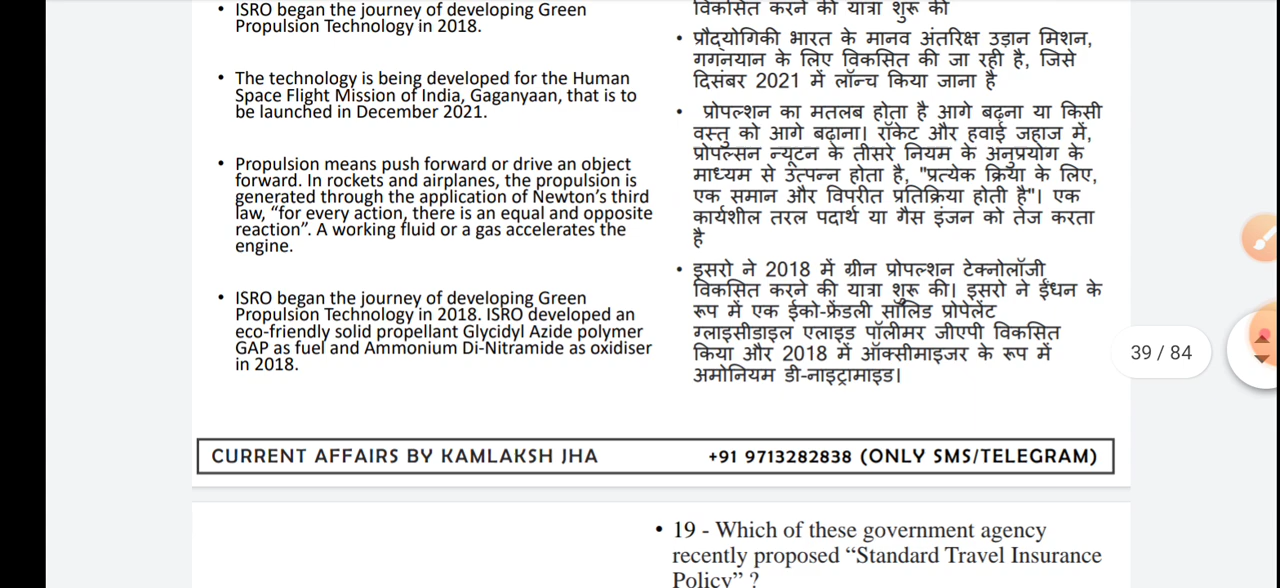 • ISRO began the journey of developing Green
Propulsion Technology in 2018.
• The technology is being developed for the Human
Space Flight Mission of India, Gaganyaan, that is to
be launched in December 2021.
• Propulsion means push forward or drive an object
forward. In rockets and airplanes, the propulsion is
generated through the application of Newton's third
law, “for every action, there is an equal and opposite
reaction”. A working fluid or a gas accelerates the
engine.
• ISRO began the journey of developing Green
Propulsion Technology in 2018. ISRO developed an
eco-friendly solid propellant Glycidyl Azide polymer
GAP as fuel and Ammonium Di-Nitramide as oxidiser
in 2018.
विकसित करने की यात्रा शुरू की
• प्रौद्योगिकी भारत के मानव अंतरिक्ष उड़ान मिशन,
गगनयान के लिए विकसित की जा रही है, जिसे
दिसंबर 2021 में लॉन्च किया जाना है
• प्रोपल्शन का मतलब होता है आगे बढ़ना या किसी
वस्तु को आगे बढ़ाना। रॉकेट और हवाई जहाज में,
प्रोपल्सन न्यूटन के तीसरे नियम के अनुप्रयोग के
माध्यम से उत्पन्न होता है, "प्रत्येक क्रिया के लिए,
एक समान और विपरीत प्रतिक्रिया होती है"। एक
कार्यशील तरल पदार्थ या गैस इंजन को तेज करता
है
• इसरो ने 2018 में ग्रीन प्रोपल्शन टेक्नोलॉजी
विकसित करने की यात्रा शुरू की। इसरो ने ईंधन के
रूप में एक ईको-फ्रेंडली सॉलिड प्रोपेलेंट
ग्लाइसीडाइल एलाइड पॉलीमर जीएपी विकसित
किया और 2018 में ऑक्सीमाइजर के रूप में
अमोनियम डी-नाइट्रामाइड।
39 / 84
CURRENT AFFAIRS BY KAMLAKSH JHA
+91 9713282838 (ONLY SMS/TELEGRAM)
• 19 - Which of these government agency
recently proposed “Standard Travel Insurance
Policy” ?